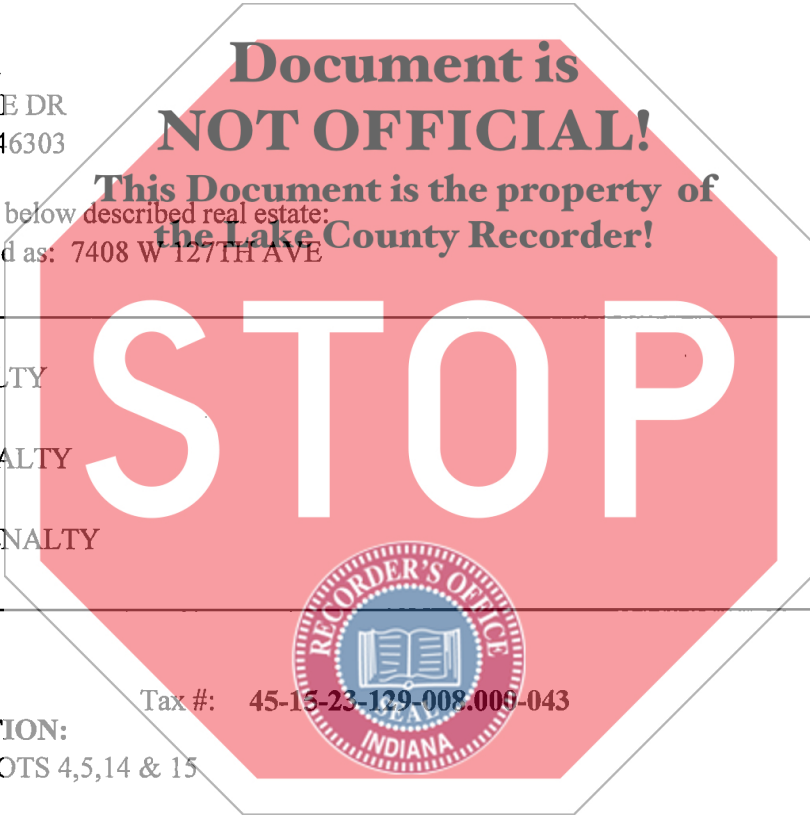 Document is
NOT OFFICIAL!
This Document is the property of
the Lake County Recorder!
E DR
46303
below described real estate:
d as: 7408 W 127TH AVE
STOP
LTY
ALTY
NALTY
RECORDER'S OFFICE
SEAL
INDIANA
Tax #: 45-15-23-129-008.000-043
TION:
OTS 4,5,14 & 15